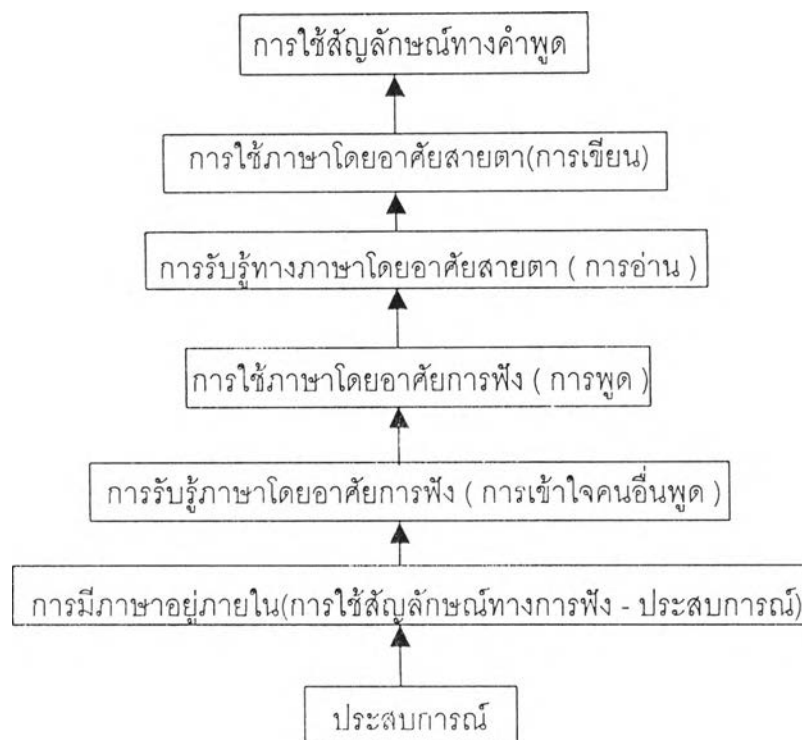 การใช้สัญลักษณ์ทางคำพูด
การใช้ภาษาโดยอาศัยสายตา(การเขียน)
การรับรู้ทางภาษาโดยอาศัยสายตา ( การอ่าน )
การใช้ภาษาโดยอาศัยการฟัง ( การพูด )
การรับรู้ภาษาโดยอาศัยการฟัง ( การเข้าใจคนอื่นพูด )
การมีภาษาอยู่ภายใน(การใช้สัญลักษณ์ทางการฟัง - ประสบการณ์)
ประสบการณ์